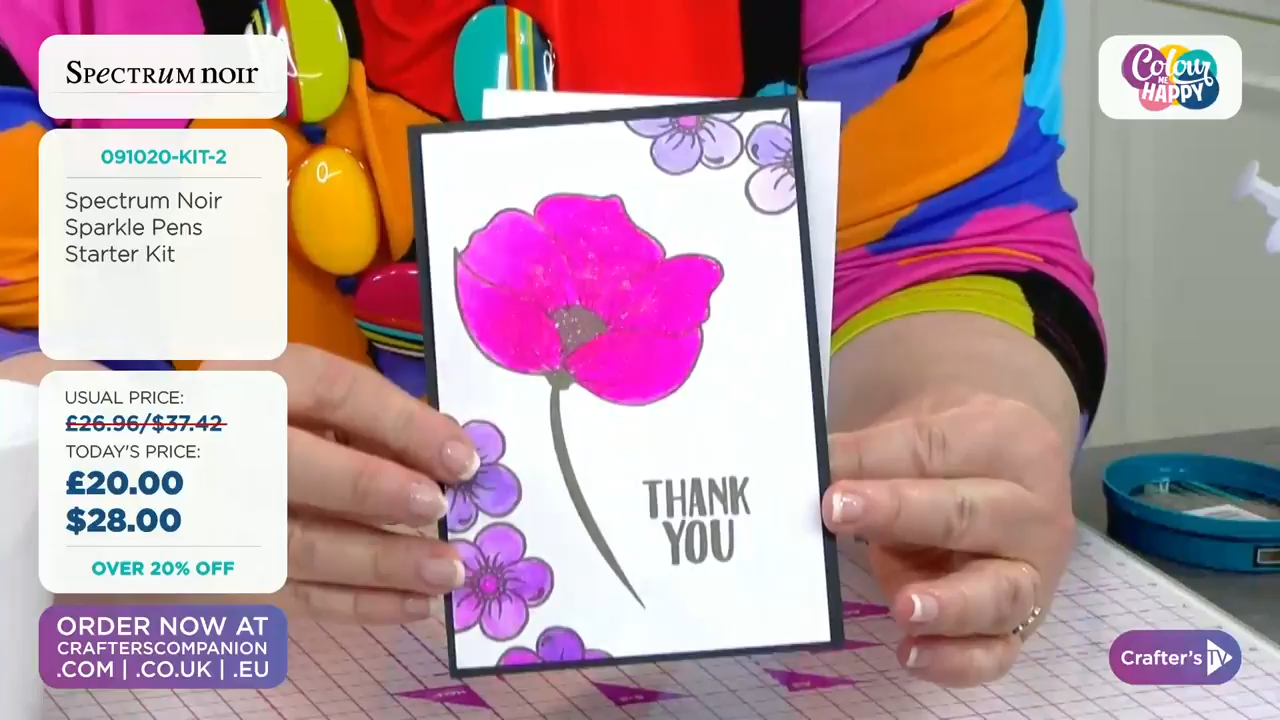 SPECTRUM NOIR
091020-KIT-2
Spectrum Noir
Sparkle Pens
Starter Kit
USUAL PRICE:
£26.96/$37.42
TODAY'S PRICE:
£20.00
$28.00
OVER 20% OFF
ORDER NOW AT
CRAFTERSCOMPANION
.COM | .CO.UK | .EU
THANK
YOU
Colour
ME
HAPPY
Crafter's TV